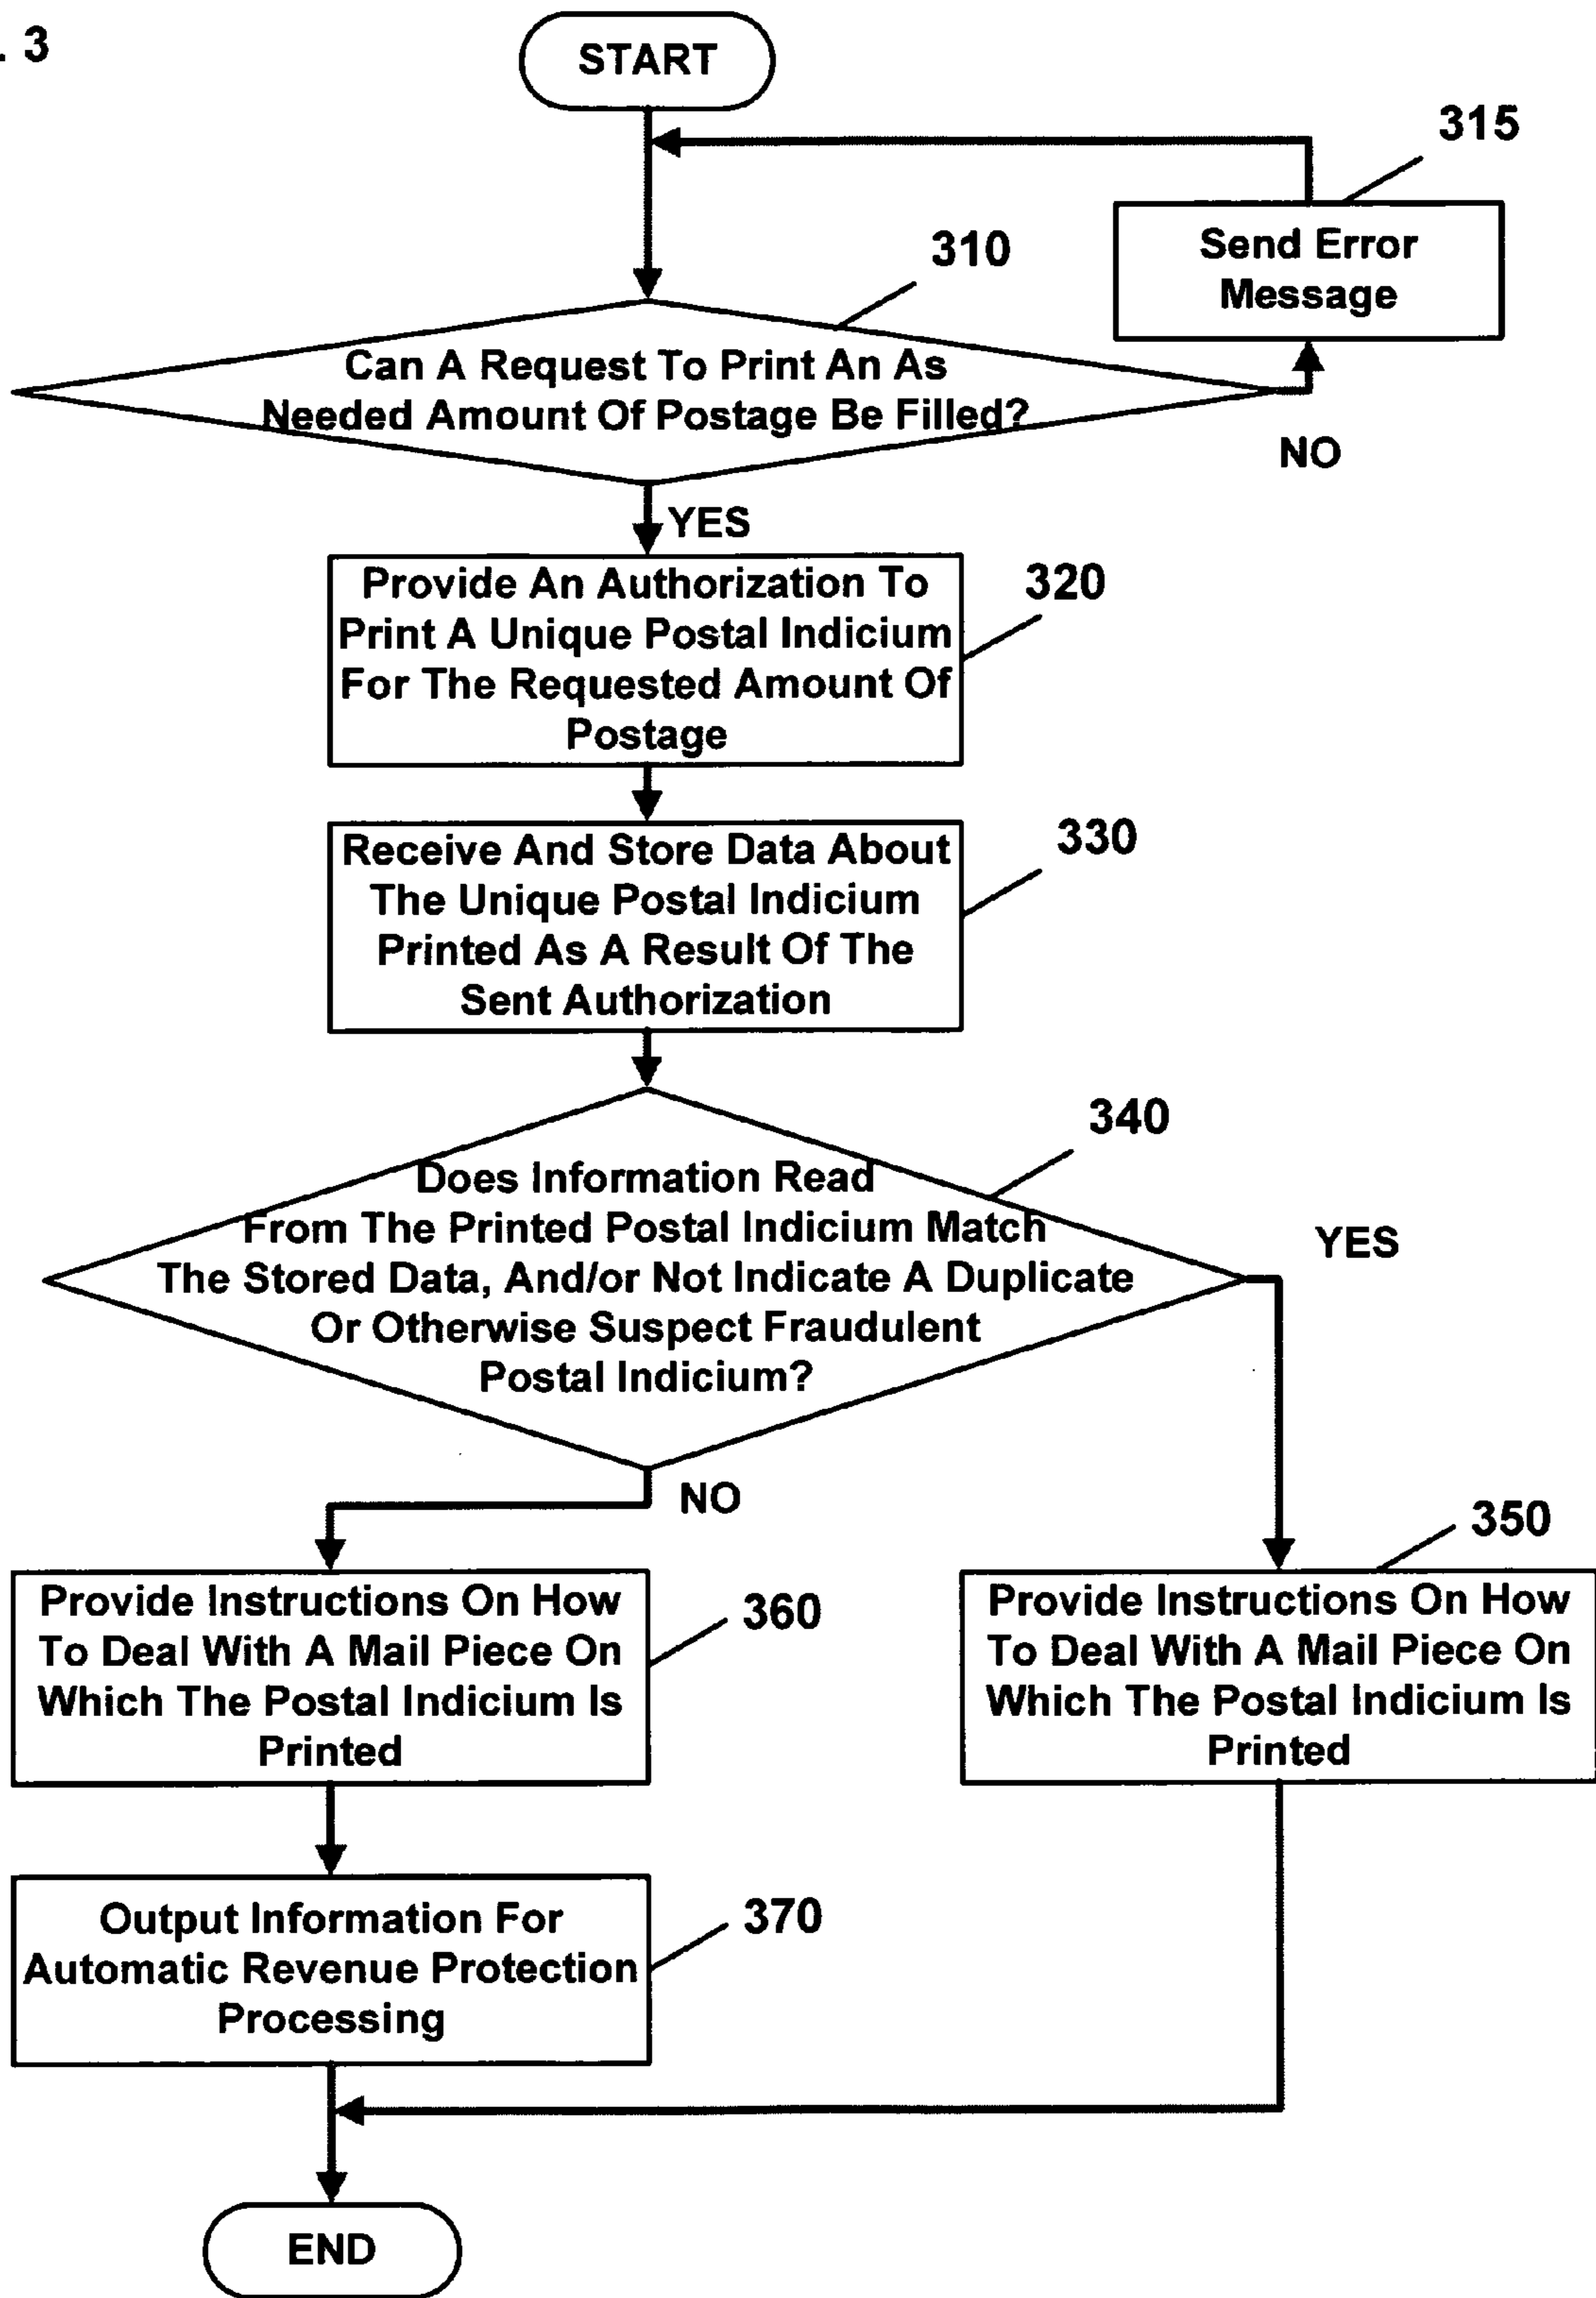 . 3
START
315
Send Error
Message
310
Can A Request To Print An As
Needed Amount Of Postage Be Filled?
NO
YES
Provide An Authorization To
Print A Unique Postal Indicium
For The Requested Amount Of
Postage
320
Receive And Store Data About
The Unique Postal Indicium
Printed As A Result Of The
Sent Authorization
330
340
Does Information Read
From The Printed Postal Indicium Match
The Stored Data, And/or Not Indicate A Duplicate
Or Otherwise Suspect Fraudulent
Postal Indicium?
YES
NO
350
Provide Instructions On How
To Deal With A Mail Piece On
Which The Postal Indicium Is
Printed
360
Provide Instructions On How
To Deal With A Mail Piece On
Which The Postal Indicium Is
Printed
Output Information For
Automatic Revenue Protection
Processing
370
END